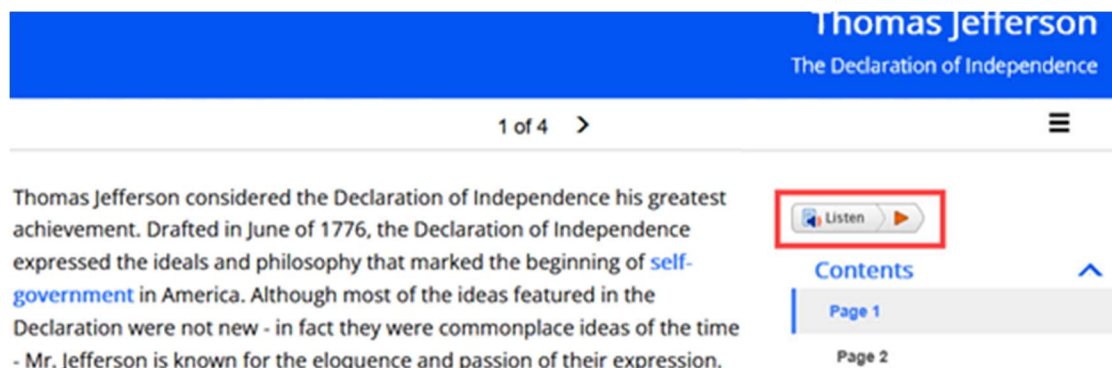 Thomas Jefferson
The Declaration of Independence
1 of 4
Thomas Jefferson considered the Declaration of Independence his greatest
achievement. Drafted in June of 1776, the Declaration of Independence
expressed the ideals and philosophy that marked the beginning of self-
government in America. Although most of the ideas featured in the
Declaration were not new - in fact they were commonplace ideas of the time
- Mr. Jefferson is known for the eloquence and passion of their expression.
Listen
Contents
Page 1
Page 2